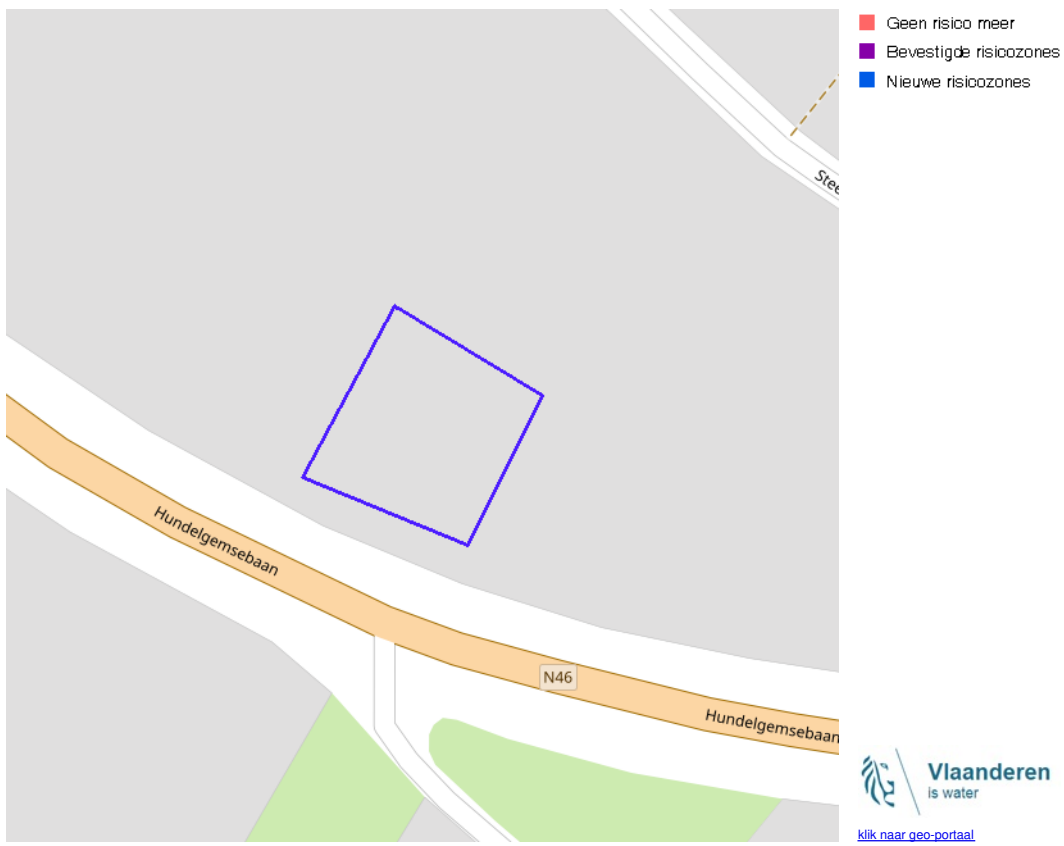 Geen risico meer
Bevestigde risicozones
Nieuwe risicozones
Hundelgemsebaan
N46
Hundelgemsebaan
Vlaanderen
is water
klik naar geo-portaal